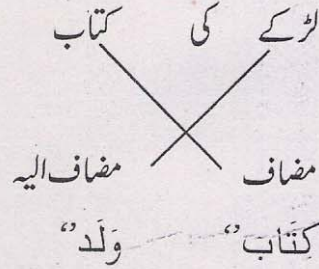 لڑکے کی کتاب
مضاف مضاف الیہ
کِتَابٌ وَلَدٌ